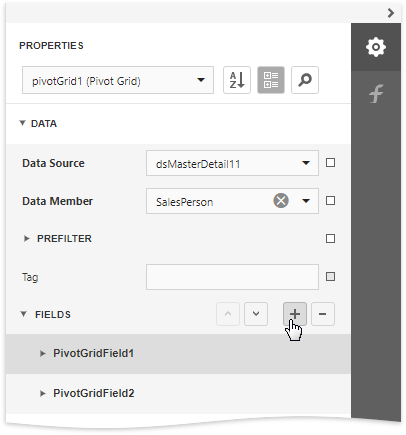 PROPERTIES
pivotGrid1 (Pivot Grid)
A
Z
DATA
Data Source
dsMasterDetail11
Data Member
SalesPerson
PREFILTER
Tag
FIELDS
PivotGridField1
PivotGridField2